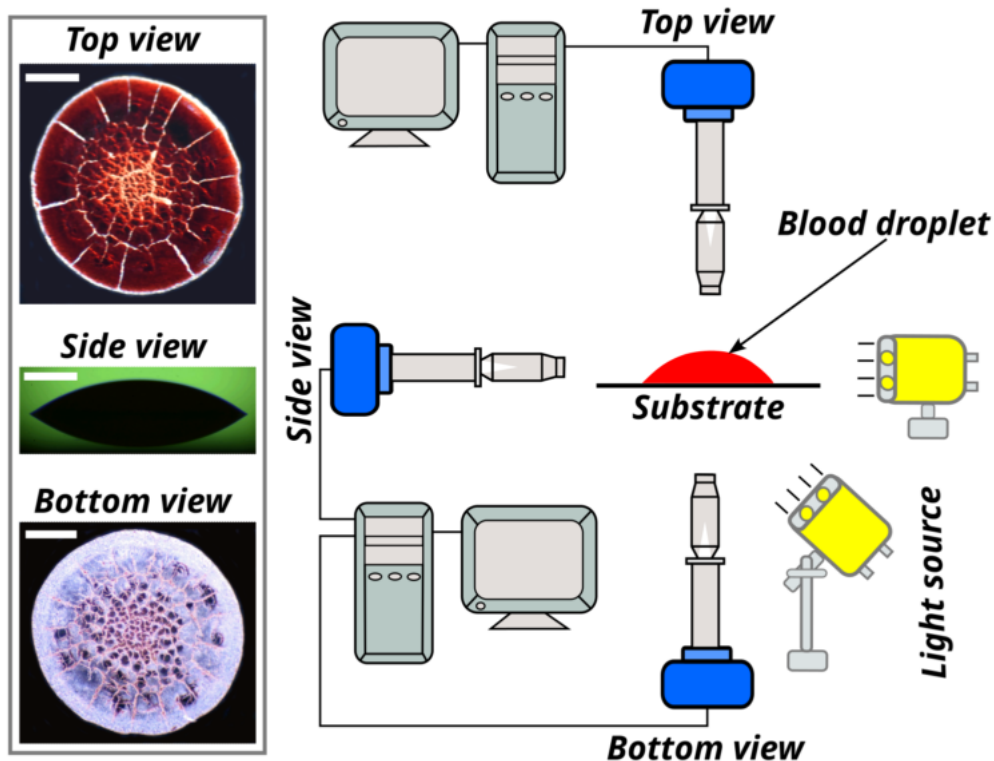 Top view
Side view
Bottom view
Top view
Blood droplet
Side view
Substrate
Light source
Bottom view